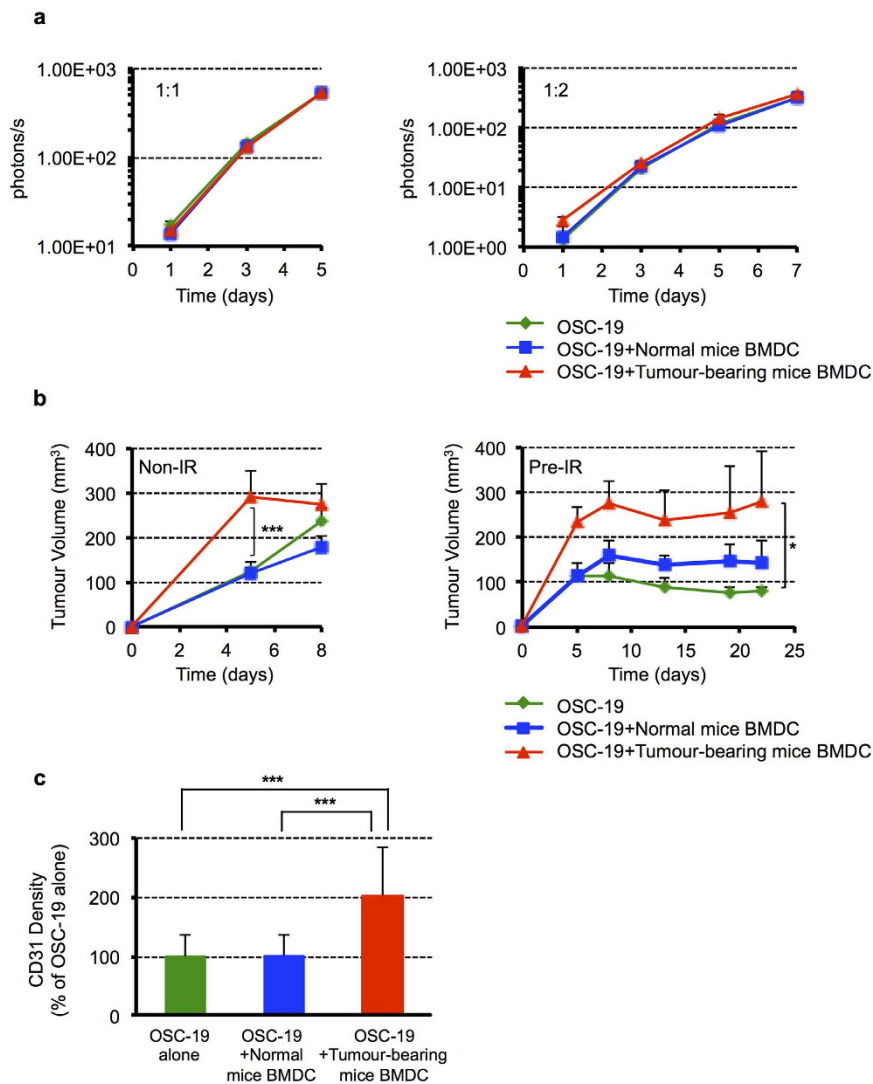 a
1:1
1.00E+03
1.00E+02
1.00E+01
photons/s
0 1 2 3 4 5
Time (days)
1:2
1.00E+03
1.00E+02
1.00E+01
1.00E+00
photons/s
0 1 2 3 4 5 6 7
Time (days)
OSC-19
OSC-19+Normal mice BMDC
OSC-19+Tumour-bearing mice BMDC
b
Non-IR
400
300
200
100
0
Tumour Volume (mm³)
***
0 2 4 6 8
Time (days)
Pre-IR
400
300
200
100
0
Tumour Volume (mm³)
*
0 5 10 15 20 25
Time (days)
OSC-19
OSC-19+Normal mice BMDC
OSC-19+Tumour-bearing mice BMDC
c
***
***
300
200
100
0
CD31 Density
(% of OSC-19 alone)
OSC-19
alone
OSC-19
+Normal
mice BMDC
OSC-19
+Tumour-bearing
mice BMDC